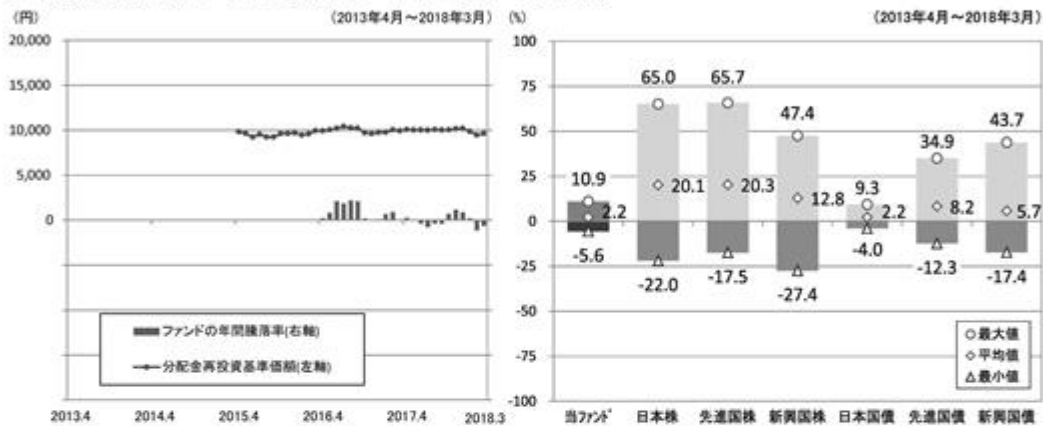 (円)
(2013年4月～2018年3月)
20,000
15,000
10,000
5,000
0
ファンドの年間騰落率(右軸)
分配金再投資基準価額(左軸)
2013.4 2014.4 2015.4 2016.4 2017.4 2018.3
(%)
(2013年4月～2018年3月)
100
75
50
25
0
-25
-50
-75
-100
65.0 65.7 47.4 43.7
10.9 9.3 34.9
2.2 20.1 20.3 12.8 2.2 8.2 5.7
-5.6 -22.0 -17.5 -27.4 -4.0 -12.3 -17.4
最大値
平均値
最小値
当ファンド 日本株 先進国株 新興国株 日本国債 先進国債 新興国債